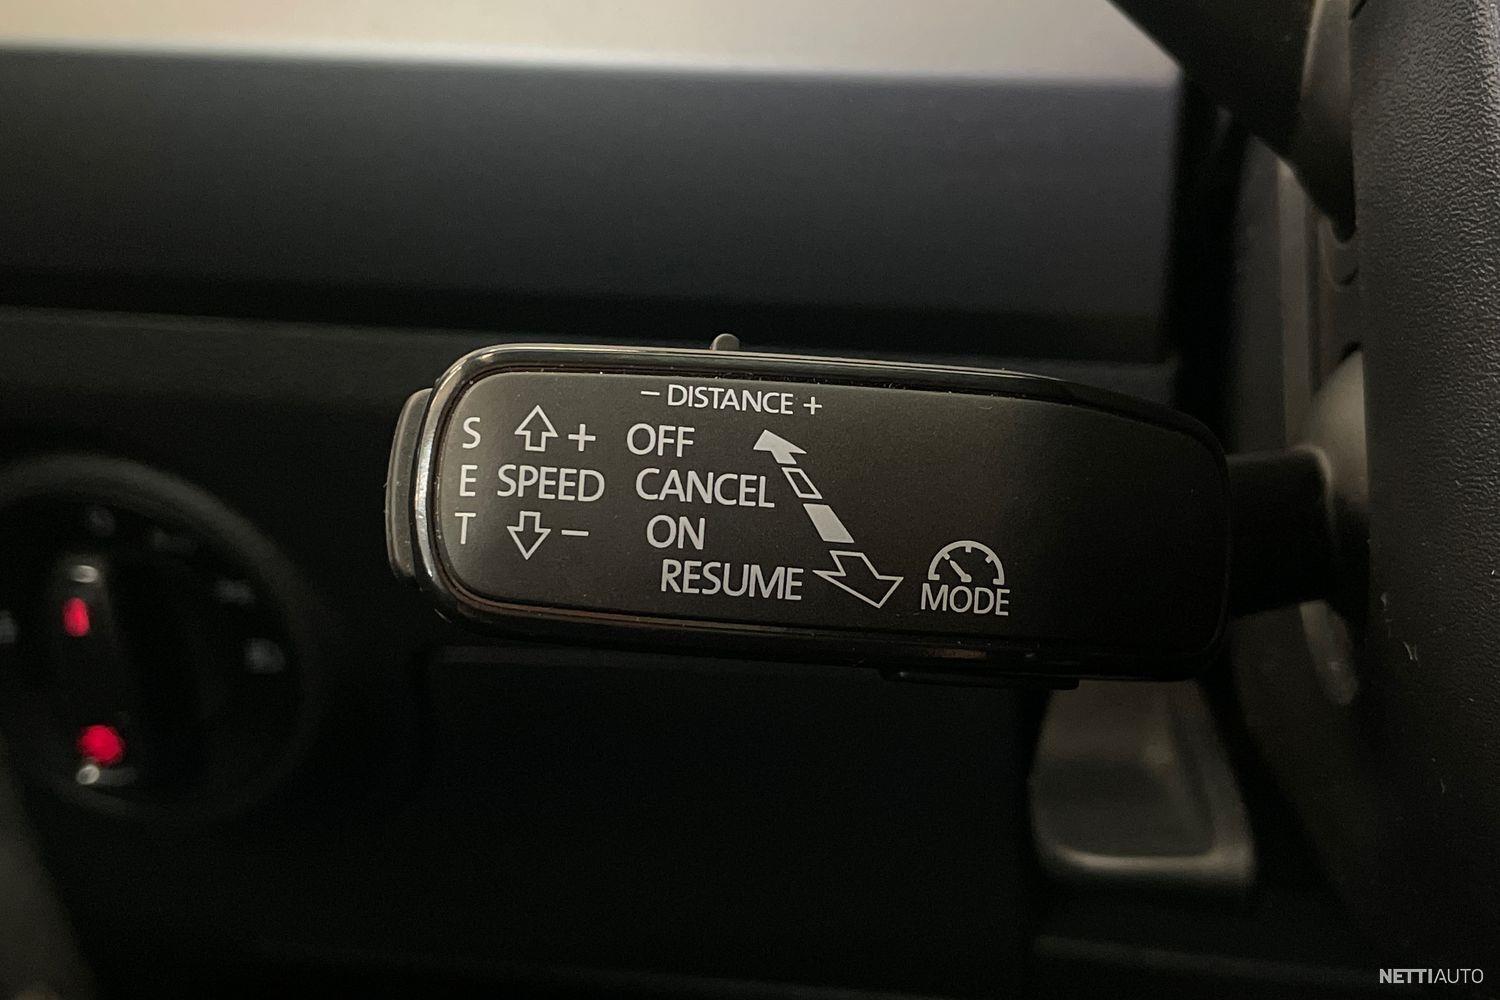 − DISTANCE +
S + OFF
E SPEED CANCEL
T − ON
RESUME
MODE
NETTIAUTO